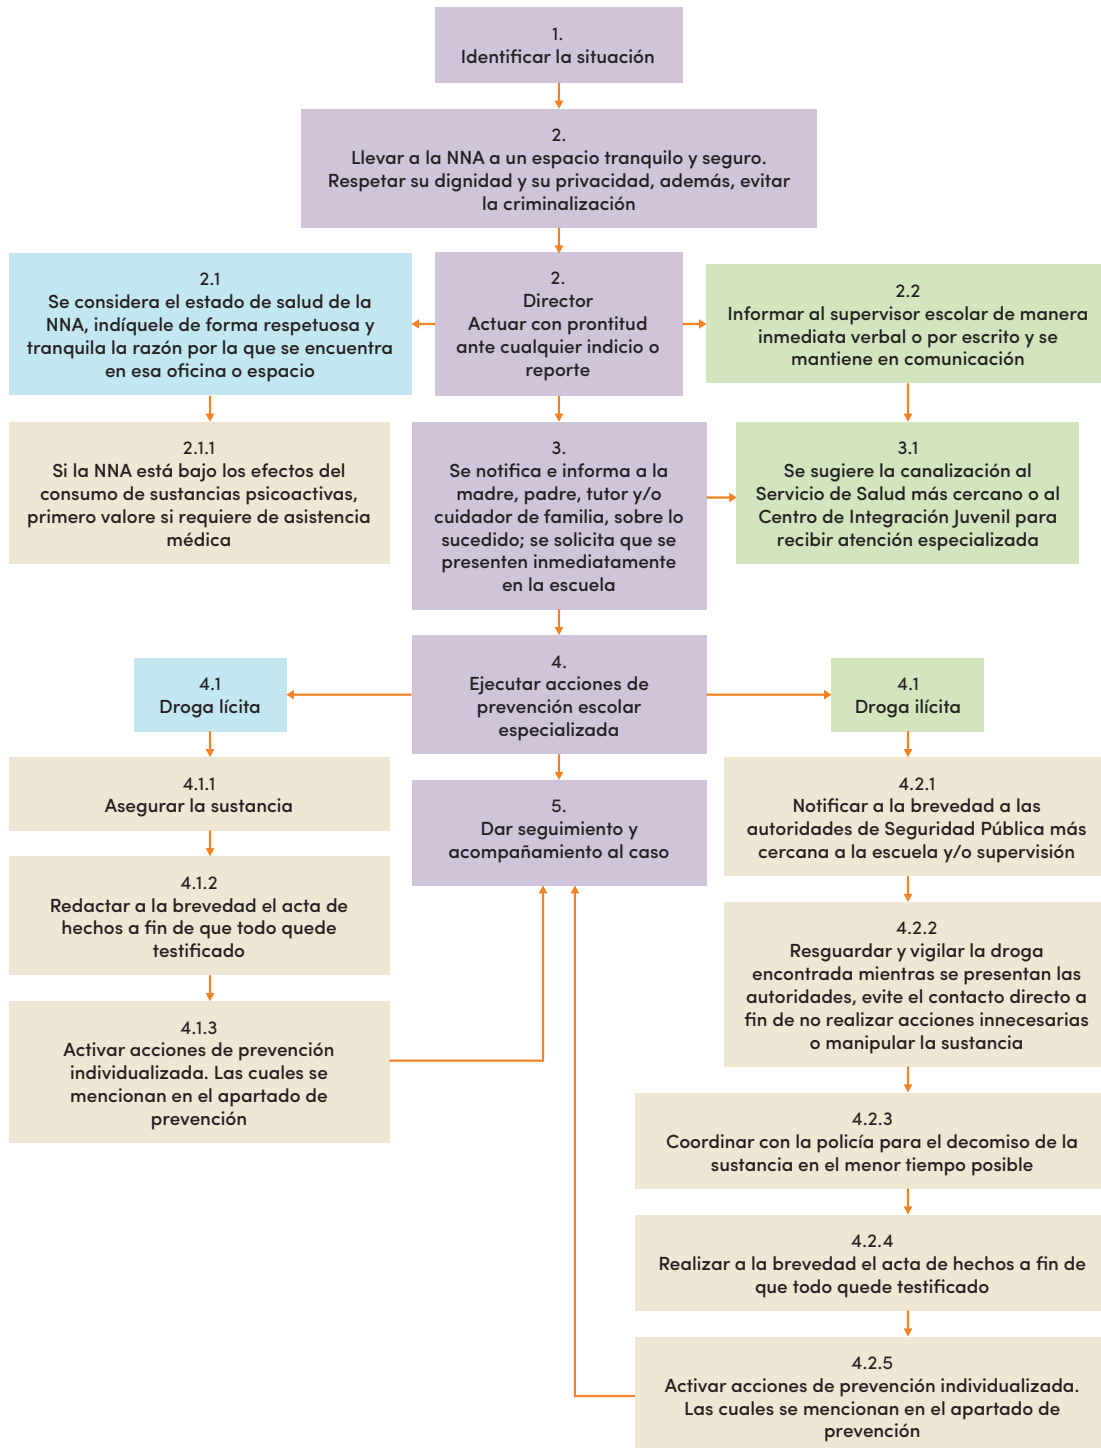 1.
Identificar la situación
2.
Llevar a la NNA a un espacio tranquilo y seguro.
Respetar su dignidad y su privacidad, además, evitar
la criminalización
2.1
Se considera el estado de salud de la
NNA, indíquele de forma respetuosa y
tranquila la razón por la que se encuentra
en esa oficina o espacio
2.
Director
Actuar con prontitud
ante cualquier indicio o
reporte
2.2
Informar al supervisor escolar de manera
inmediata verbal o por escrito y se
mantiene en comunicación
2.1.1
Si la NNA está bajo los efectos del
consumo de sustancias psicoactivas,
primero valore si requiere de asistencia
médica
3.
Se notifica e informa a la
madre, padre, tutor y/o
cuidador de familia, sobre lo
sucedido; se solicita que se
presenten inmediatamente
en la escuela
3.1
Se sugiere la canalización al
Servicio de Salud más cercano o al
Centro de Integración Juvenil para
recibir atención especializada
4.
Ejecutar acciones de
prevención escolar
especializada
4.1
Droga lícita
4.1
Droga ilícita
4.1.1
Asegurar la sustancia
4.1.2
Redactar a la brevedad el acta de
hechos a fin de que todo quede
testificado
4.1.3
Activar acciones de prevención
individualizada. Las cuales se
mencionan en el apartado de
prevención
5.
Dar seguimiento y
acompañamiento al caso
4.2.1
Notificar a la brevedad a las
autoridades de Seguridad Pública más
cercana a la escuela y/o supervisión
4.2.2
Resguardar y vigilar la droga
encontrada mientras se presentan las
autoridades, evite el contacto directo a
fin de no realizar acciones innecesarias
o manipular la sustancia
4.2.3
Coordinar con la policía para el decomiso de la
sustancia en el menor tiempo posible
4.2.4
Realizar a la brevedad el acta de hechos a fin de
que todo quede testificado
4.2.5
Activar acciones de prevención individualizada.
Las cuales se mencionan en el apartado de
prevención